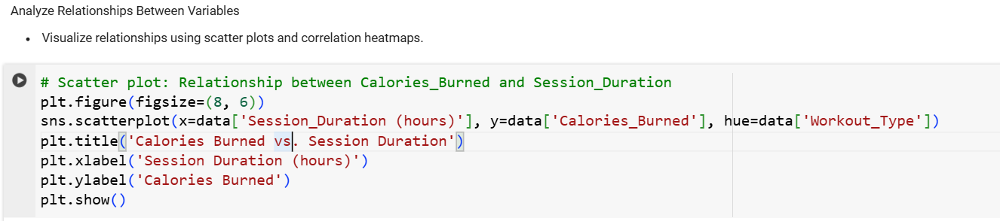 Analyze Relationships Between Variables
• Visualize relationships using scatter plots and correlation heatmaps.
# Scatter plot: Relationship between Calories_Burned and Session_Duration
plt.figure(figsize=(8, 6))
sns.scatterplot(x=data['Session_Duration (hours)'], y=data['Calories_Burned'], hue=data['Workout_Type'])
plt.title('Calories Burned vs. Session Duration')
plt.xlabel('Session Duration (hours)')
plt.ylabel('Calories Burned')
plt.show()